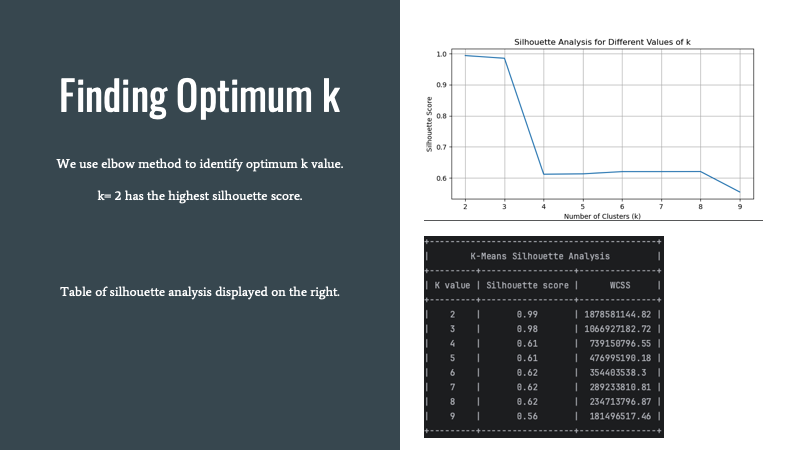 Finding Optimum k
We use elbow method to identify optimum k value.
k= 2 has the highest silhouette score.
Table of silhouette analysis displayed on the right.
Silhouette Analysis for Different Values of k
Silhouette Score
1.0
0.9
0.8
0.7
0.6
2 3 4 5 6 7 8 9
Number of Clusters (k)
+-----------------------------------------+
| K-Means Silhouette Analysis |
+---------+------------------+---------------+
| K value | Silhouette score | WCSS |
+---------+------------------+---------------+
| 2 | 0.99 | 1878581144.82 |
| 3 | 0.98 | 1066927182.72 |
| 4 | 0.61 | 739150796.55 |
| 5 | 0.61 | 476995190.18 |
| 6 | 0.62 | 354403538.3 |
| 7 | 0.62 | 289233810.81 |
| 8 | 0.62 | 234713796.87 |
| 9 | 0.56 | 181496517.46 |
+---------+------------------+---------------+